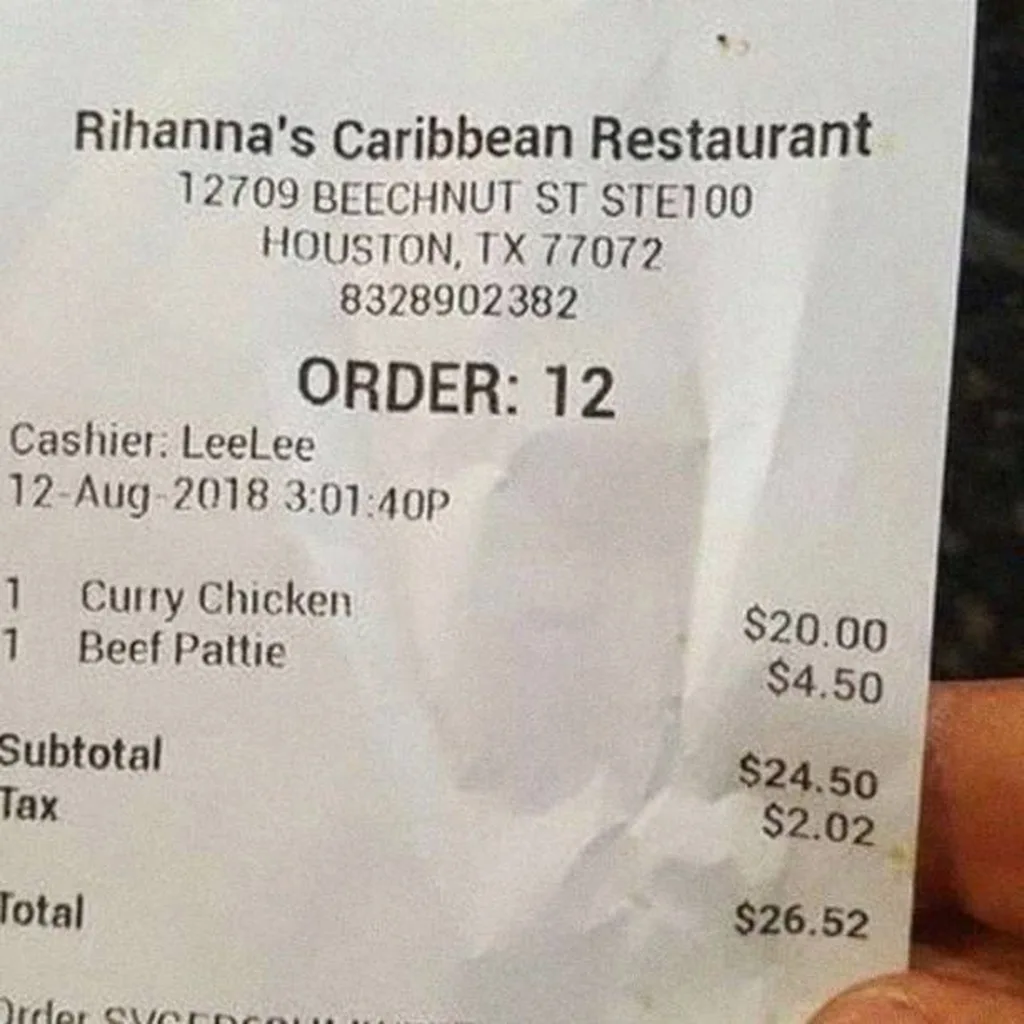 Rihanna's Caribbean Restaurant
12709 BEECHNUT ST STE100
HOUSTON, TX 77072
8328902382
ORDER: 12
Cashier: LeeLee
12-Aug-2018 3:01:40P
1 Curry Chicken $20.00
1 Beef Pattie $4.50
Subtotal $24.50
Tax $2.02
Total $26.52
Order